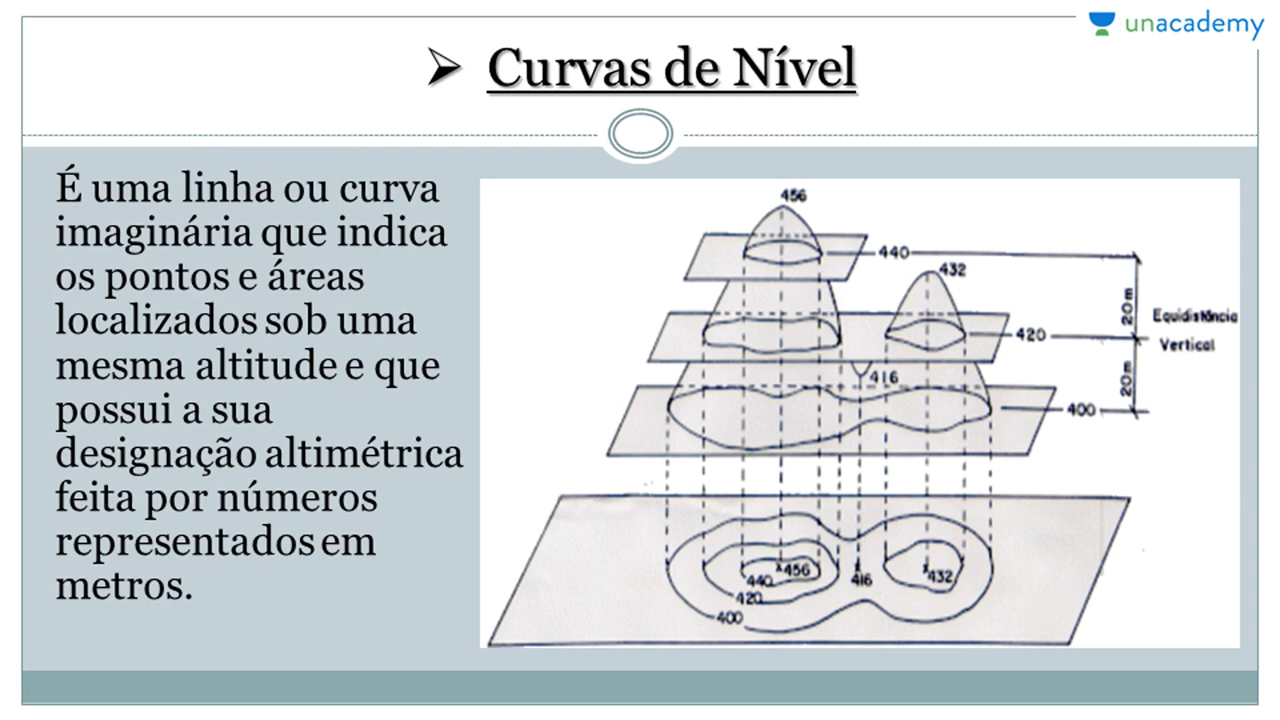 unacademy
➢ Curvas de Nível
É uma linha ou curva
imaginária que indica
os pontos e áreas
localizados sob uma
mesma altitude e que
possui a sua
designação altimétrica
feita por números
representados em
metros.
456
440
432
20m
Equidistância
420
Vertical
416
20m
400
456
440
416
432
420
400